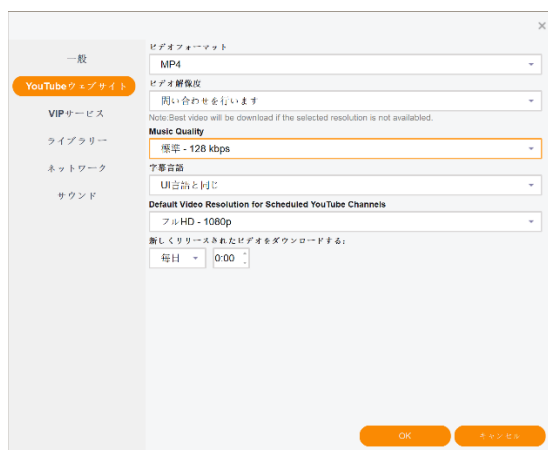 一般
YouTubeウェブサイト
VIPサービス
ライブラリー
ネットワーク
サウンド
ビデオフォーマット
MP4
ビデオ解像度
問い合わせを行います
Note:Best video will be download if the selected resolution is not availabled.
Music Quality
標準 - 128 kbps
字幕言語
UI言語と同じ
Default Video Resolution for Scheduled YouTube Channels
フルHD - 1080p
新しくリリースされたビデオをダウンロードする:
毎日 0:00
OK キャンセル